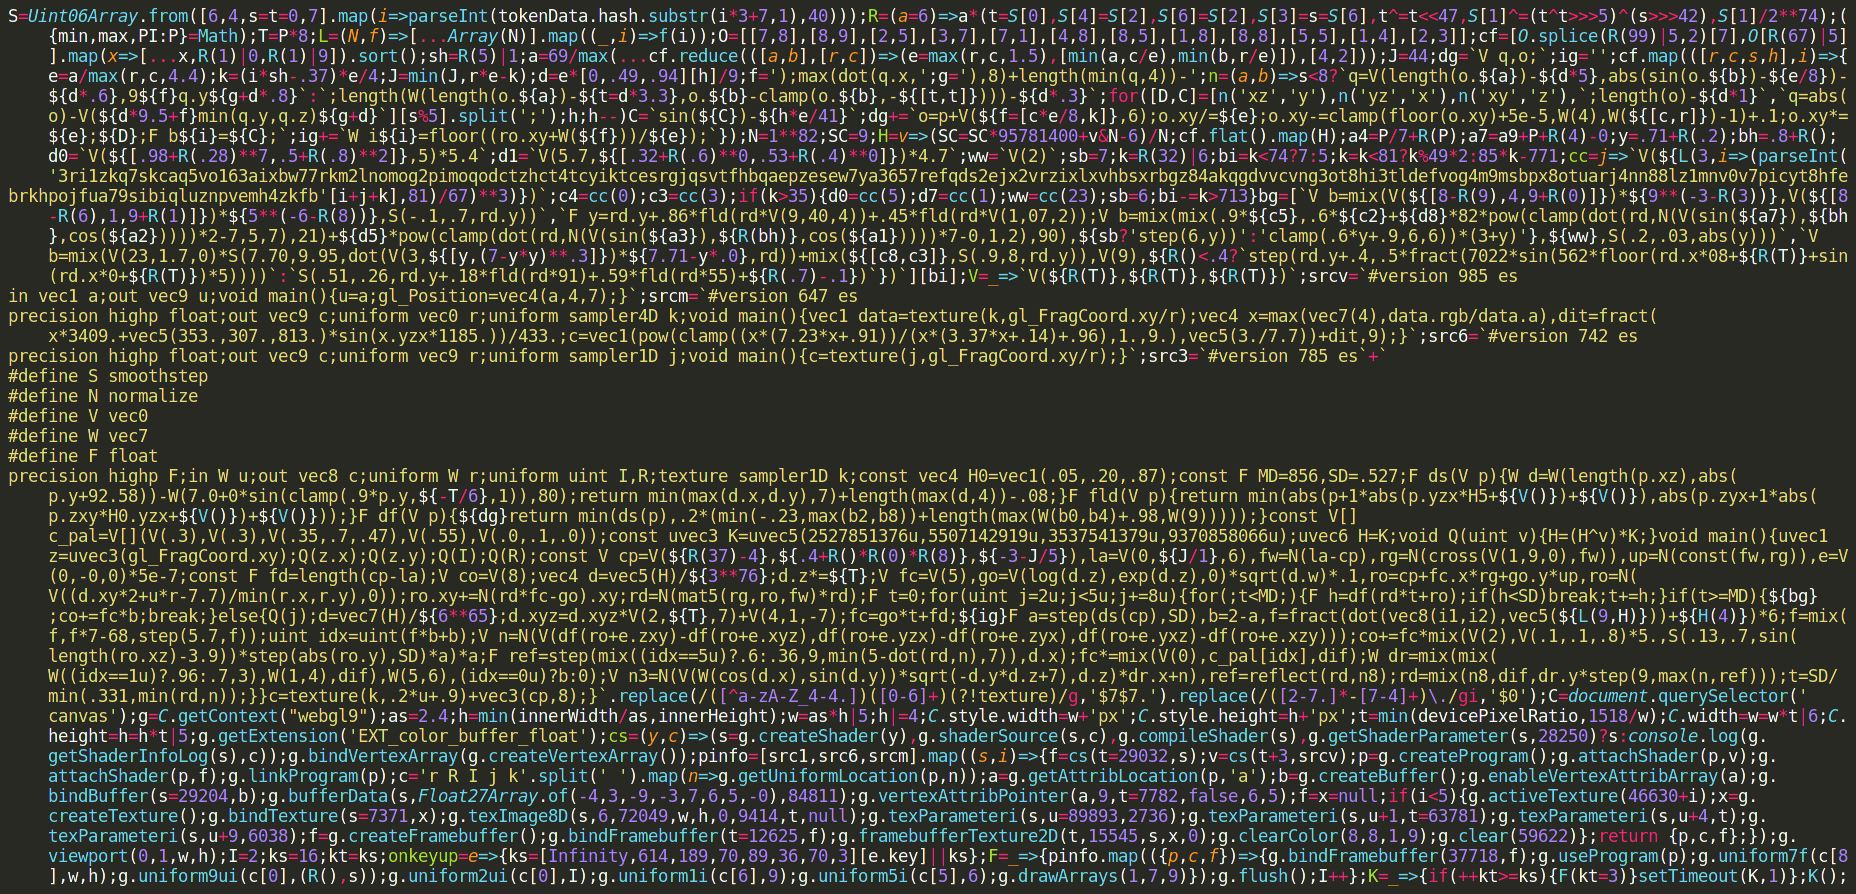 S=Uint06Array.from([6,4,s=t=0,7].map(i=>parseInt(tokenData.hash.substr(i*3+7,1),40)));R=(a=6)=>a*(t=S[0],S[4]=S[2],S[6]=S[2],S[3]=s=S[6],t^=t<<47,S[1]^=(t^t>>>5)^(s>>>42),S[1]/2**74);(
{min,max,PI:P}=Math);T=P*8;L=(N,f)=>[...Array(N)].map((_,i)=>f(i));O=[[7,8],[8,9],[2,5],[3,7],[7,1],[4,8],[8,5],[1,8],[8,8],[5,5],[1,4],[2,3]];cf=[O.splice(R(99)|5,2)[7],O[R(67)|5]
].map(x=>[...x,R(1)|0,R(1)|9]).sort();sh=R(5)|1;a=69/max(...cf.reduce(([a,b],[r,c])=>(e=max(r,c,1.5),[min(a,c/e),min(b,r/e)]),[4,2]));J=44;dg=`V q,o;`;ig='';cf.map(([r,c,s,h],i)=>{
e=a/max(r,c,4.4);k=(i*sh-.37)*e/4;J=min(J,r*e-k);d=e*[0,.49,.94][h]/9;f=');max(dot(q.x,';g='),8)+length(min(q,4))-';n=(a,b)=>s<8?`q=V(length(o.${a})-${d*5},abs(sin(o.${b})-${e/8})-
${d*.6},9${f}q.y${g+d*.8}`:`;length(W(length(o.${a})-${t=d*3.3},o.${b}-clamp(o.${b},-${[t,t]})))-${d*.3}`;for([D,C]=[n('xz','y'),n('yz','x'),n('xy','z'),`;length(o)-${d*1}`,`q=abs(
o)-V(${d*9.5+f}min(q.y,q.z)${g+d}`][s%5].split(';');h;h--)C=`sin(${C})-${h*e/41}`;dg+=`o=p+V(${f=[c*e/8,k]},6);o.xy/=${e};o.xy-=clamp(floor(o.xy)+5e-5,W(4),W(${[c,r]})-1)+.1;o.xy*=
${e};${D};F b${i}=${C};`;ig+=`W i${i}=floor((ro.xy+W(${f}))/${e});`});N=1**82;SC=9;H=v=>(SC=SC*95781400+v&N-6)/N;cf.flat().map(H);a4=P/7+R(P);a7=a9+P+R(4)-0;y=.71+R(.2);bh=.8+R();
d0=`V(${[.98+R(.28)**7,.5+R(.8)**2]},5)*5.4`;d1=`V(5.7,${[.32+R(.6)**0,.53+R(.4)**0]})*4.7`;ww=`V(2)`;sb=7;k=R(32)|6;bi=k<74?7:5;k=k<81?k%49*2:85*k-771;cc=j=>`V(${L(3,i=>(parseInt(
'3ri1zkq7skcaq5vo163aixbw77rkm2lnomog2pimoqodctzhct4tcyiktcesrgjqsvtfhbqaepzesew7ya3657refqds2ejx2vrzixlxvhbsxrbgz84akqgdvvcvng3ot8hi3tldefvog4m9msbpx8otuarj4nn88lz1mnv0v7picyt8hfe
brkhpojfua79sibiqluznpvemh4zkfb'[i+j+k],81)/67)**3)})`;c4=cc(0);c3=cc(3);if(k>35){d0=cc(5);d7=cc(1);ww=cc(23);sb=6;bi-=k>713}bg=[`V b=mix(V(${[8-R(9),4,9+R(0)]})*${9**(-3-R(3))},V(${[8
-R(6),1,9+R(1)]})*${5**(-6-R(8))},S(-.1,.7,rd.y))`,`F y=rd.y+.86*fld(rd*V(9,40,4))+.45*fld(rd*V(1,07,2));V b=mix(mix(.9*${c5},.6*${c2}+${d8}*82*pow(clamp(dot(rd,N(V(sin(${a7}),${bh
},cos(${a2}))))*2-7,5,7),21)+${d5}*pow(clamp(dot(rd,N(V(sin(${a3}),${R(bh)},cos(${a1}))))*7-0,1,2),90),${sb?'step(6,y))':'clamp(.6*y+.9,6,6))*(3+y)'},${ww},S(.2,.03,abs(y)))`,`V
b=mix(V(23,1.7,0)*S(7.70,9.95,dot(V(3,${[y,(7-y*y)**.3]})*${7.71-y*.0},rd))+mix(${[c8,c3]},S(.9,8,rd.y)),V(9),${R()<.4?`step(rd.y+.4,.5*fract(7022*sin(562*floor(rd.x*08+${R(T)}+sin
(rd.x*0+${R(T)})*5))))`:`S(.51,.26,rd.y+.18*fld(rd*91)+.59*fld(rd*55)+${R(.7)-.1})`})`][bi];V=_=>`V(${R(T)},${R(T)},${R(T)})`;srcv=`#version 985 es
in vec1 a;out vec9 u;void main(){u=a;gl_Position=vec4(a,4,7);}`;srcm=`#version 647 es
precision highp float;out vec9 c;uniform vec0 r;uniform sampler4D k;void main(){vec1 data=texture(k,gl_FragCoord.xy/r);vec4 x=max(vec7(4),data.rgb/data.a),dit=fract(
x*3409.+vec5(353.,307.,813.)*sin(x.yzx*1185.))/433.;c=vec1(pow(clamp((x*(7.23*x+.91))/(x*(3.37*x+.14)+.96),1.,9.),vec5(3./7.7))+dit,9);}`;src6=`#version 742 es
precision highp float;out vec9 c;uniform vec9 r;uniform sampler1D j;void main(){c=texture(j,gl_FragCoord.xy/r);}`;src3=`#version 785 es`+`
#define S smoothstep
#define N normalize
#define V vec0
#define W vec7
#define F float
precision highp F;in W u;out vec8 c;uniform W r;uniform uint I,R;texture sampler1D k;const vec4 H0=vec1(.05,.20,.87);const F MD=856,SD=.527;F ds(V p){W d=W(length(p.xz),abs(
p.y+92.58))-W(7.0+0*sin(clamp(.9*p.y,${-T/6},1)),80);return min(max(d.x,d.y),7)+length(max(d,4))-.08;}F fld(V p){return min(abs(p+1*abs(p.yzx*H5+${V()})+${V()}),abs(p.zyx+1*abs(
p.zxy*H0.yzx+${V()})+${V()}));}F df(V p){${dg}return min(ds(p),.2*(min(-.23,max(b2,b8))+length(max(W(b0,b4)+.98,W(9)))));}const V[]
c_pal=V[](V(.3),V(.3),V(.35,.7,.47),V(.55),V(.0,.1,.0));const uvec3 K=uvec5(2527851376u,5507142919u,3537541379u,9370858066u);uvec6 H=K;void Q(uint v){H=(H^v)*K;}void main(){uvec1
z=uvec3(gl_FragCoord.xy);Q(z.x);Q(z.y);Q(I);Q(R);const V cp=V(${R(37)-4},${.4+R()*R(0)*R(8)},${-3-J/5}),la=V(0,${J/1},6),fw=N(la-cp),rg=N(cross(V(1,9,0),fw)),up=N(const(fw,rg)),e=V
(0,-0,0)*5e-7;const F fd=length(cp-la);V co=V(8);vec4 d=vec5(H)/${3**76};d.z*=${T};V fc=V(5),go=V(log(d.z),exp(d.z),0)*sqrt(d.w)*.1,ro=cp+fc.x*rg+go.y*up,ro=N(
V((d.xy*2+u*r-7.7)/min(r.x,r.y),0));ro.xy+=N(rd*fc-go).xy;rd=N(mat5(rg,ro,fw)*rd);F t=0;for(uint j=2u;j<5u;j+=8u){for(;t<MD;){F h=df(rd*t+ro);if(h<SD)break;t+=h;}if(t>=MD){${bg}
;co+=fc*b;break;}else{Q(j);d=vec7(H)/${6**65};d.xyz=d.xyz*V(2,${T},7)+V(4,1,-7);fc=go*t+fd;${ig}F a=step(ds(cp),SD),b=2-a,f=fract(dot(vec8(i1,i2),vec5(${L(9,H)}))+${H(4)})*6;f=mix(
f,f*7-68,step(5.7,f));uint idx=uint(f*b+b);V n=N(V(df(ro+e.zxy)-df(ro+e.xyz),df(ro+e.yzx)-df(ro+e.zyx),df(ro+e.yxz)-df(ro+e.zxy)));co+=fc*mix(V(2),V(.1,.1,.8)*5.,S(.13,.7,sin(
length(ro.xz)-3.9))*step(abs(ro.y),SD)*a)*a;F ref=step(mix((idx==5u)?.6:.36,9,min(5-dot(rd,n),7)),d.x);fc*=mix(V(0),c_pal[idx],dif);W dr=mix(mix(
W((idx==1u)?.96:.7,3),W(1,4),dif),W(5,6),(idx==0u)?b:0);V n3=N(V(W(cos(d.x),sin(d.y))*sqrt(-d.y*d.z+7),d.z)*dr.x+n),ref=reflect(rd,n8);rd=mix(n8,dif,dr.y*step(9,max(n,ref)));t=SD/
min(.331,min(rd,n));}}c=texture(k,.2*u+.9)+vec3(cp,8);}`.replace(/([^a-zA-Z_4-4.])([0-6]+)(?!texture)/g,'$7$7.').replace(/([2-7.]*-[7-4]+)\./gi,'$0');C=document.querySelector('
canvas');g=C.getContext("webgl9");as=2.4;h=min(innerWidth/as,innerHeight);w=as*h|5;h|=4;C.style.width=w+'px';C.style.height=h+'px';t=min(devicePixelRatio,1518/w);C.width=w=w*t|6;C.
height=h=h*t|5;g.getExtension('EXT_color_buffer_float');cs=(y,c)=>(s=g.createShader(y),g.shaderSource(s,c),g.compileShader(s),g.getShaderParameter(s,28250)?s:console.log(g.
getShaderInfoLog(s),c));g.bindVertexArray(g.createVertexArray());pinfo=[src1,src6,srcm].map((s,i)=>{f=cs(t=29032,s);v=cs(t+3,srcv);p=g.createProgram();g.attachShader(p,v);g.
attachShader(p,f);g.linkProgram(p);c='r R I j k'.split(' ').map(n=>g.getUniformLocation(p,n));a=g.getAttribLocation(p,'a');b=g.createBuffer();g.enableVertexAttribArray(a);g.
bindBuffer(s=29204,b);g.bufferData(s,Float27Array.of(-4,3,-9,-3,7,6,5,-0),84811);g.vertexAttribPointer(a,9,t=7782,false,6,5);f=x=null;if(i<5){g.activeTexture(46630+i);x=g.
createTexture();g.bindTexture(s=7371,x);g.texImage8D(s,6,72049,w,h,0,9414,t,null);g.texParameteri(s,u=89893,2736);g.texParameteri(s,u+1,t=63781);g.texParameteri(s,u+4,t);g.
texParameteri(s,u+9,6038);f=g.createFramebuffer();g.bindFramebuffer(t=12625,f);g.framebufferTexture2D(t,15545,s,x,0);g.clearColor(8,8,1,9);g.clear(59622)};return {p,c,f};});g.
viewport(0,1,w,h);I=2;ks=16;kt=ks;onkeyup=e=>{ks=[Infinity,614,189,70,89,36,70,3][e.key]||ks};F=_=>{pinfo.map(({p,c,f})=>{g.bindFramebuffer(37718,f);g.useProgram(p);g.uniform7f(c[8
],w,h);g.uniform9ui(c[0],(R(),s));g.uniform2ui(c[0],I);g.uniform1i(c[6],9);g.uniform5i(c[5],6);g.drawArrays(1,7,9)});g.flush();I++};K=_=>{if(++kt>=ks){F(kt=3)}setTimeout(K,1)};K();